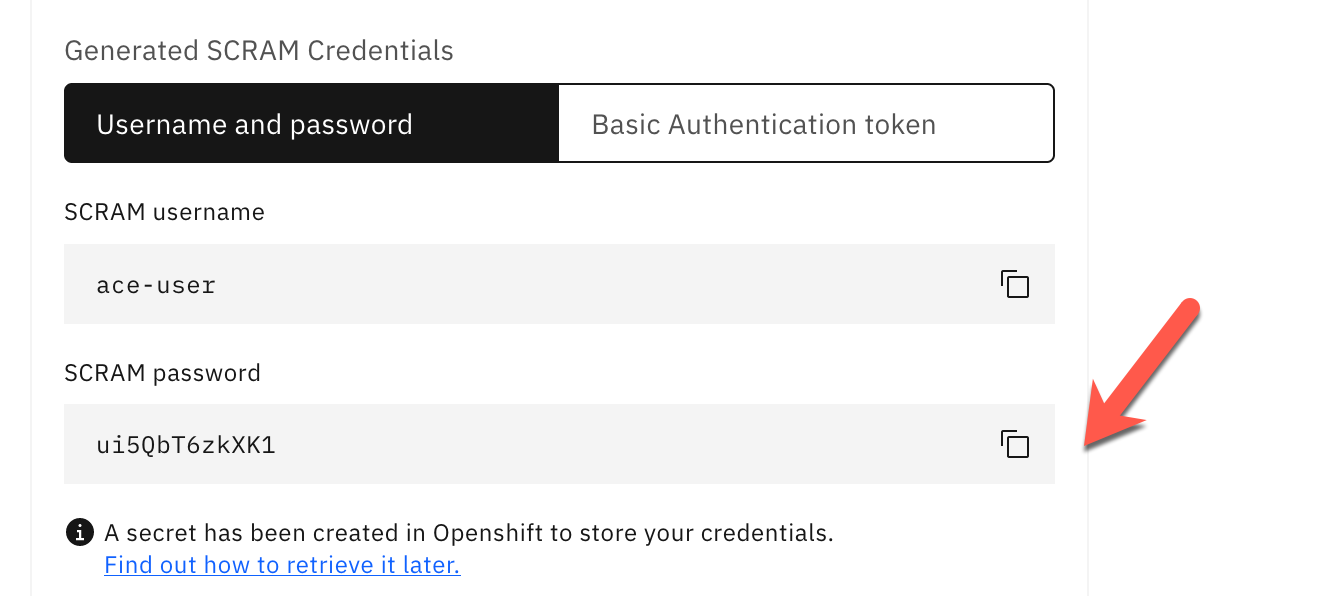 Generated SCRAM Credentials
Username and password
Basic Authentication token
SCRAM username
ace-user
SCRAM password
ui5QbT6zkXK1
A secret has been created in Openshift to store your credentials.
Find out how to retrieve it later.